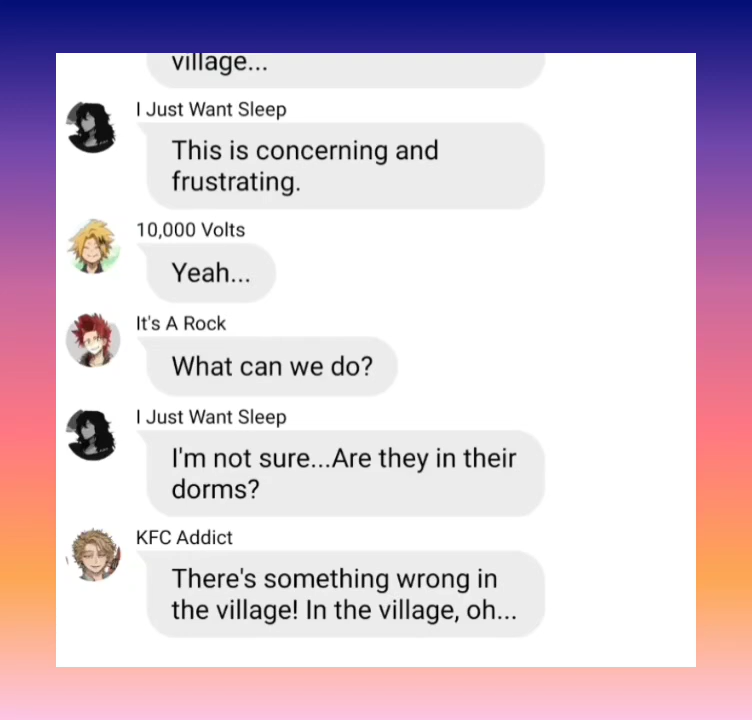 village...
I Just Want Sleep
This is concerning and
frustrating.
10,000 Volts
Yeah...
It's A Rock
What can we do?
I Just Want Sleep
I'm not sure...Are they in their
dorms?
KFC Addict
There's something wrong in
the village! In the village, oh...